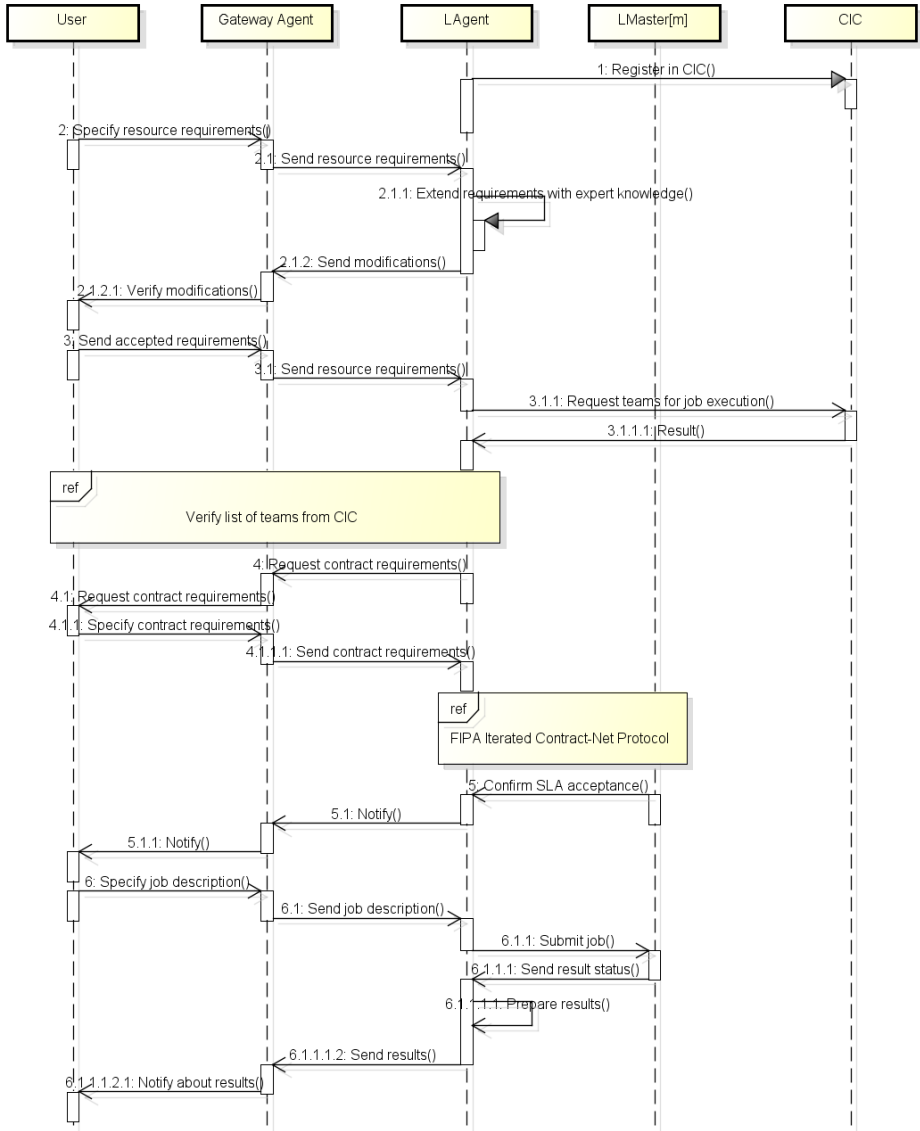 User
Gateway Agent
LAgent
LMaster[m]
CIC
1: Register in CIC()
2: Specify resource requirements()
2.1: Send resource requirements()
2.1.1: Extend requirements with expert knowledge()
2.1.2: Send modifications()
2.1.2.1: Verify modifications()
3: Send accepted requirements()
3.1: Send resource requirements()
3.1.1: Request teams for job execution()
3.1.1.1: Result()
ref
Verify list of teams from CIC
4: Request contract requirements()
4.1: Request contract requirements()
4.1.1: Specify contract requirements()
4.1.1.1: Send contract requirements()
ref
FIPA Iterated Contract-Net Protocol
5: Confirm SLA acceptance()
5.1: Notify()
5.1.1: Notify()
6: Specify job description()
6.1: Send job description()
6.1.1: Submit job()
6.1.1.1: Send result status()
6.1.1.1.1: Prepare results()
6.1.1.1.2: Send results()
6.1.1.1.2.1: Notify about results()